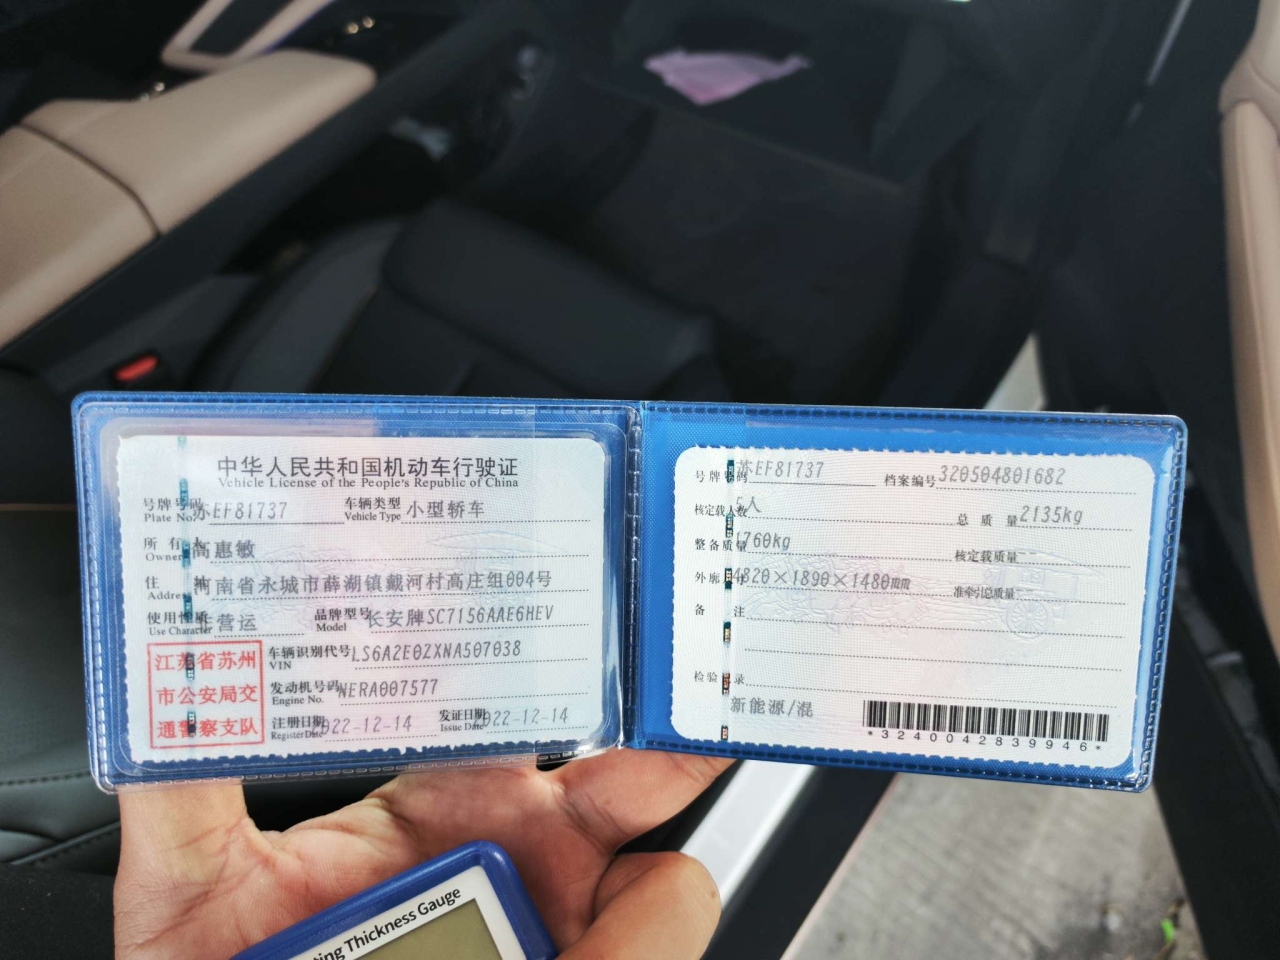 中华人民共和国机动车行驶证
Vehicle License of the People's Republic of China
号牌号码 苏EF81737 车辆类型 小型轿车
Plate No. Vehicle Type
所有人 高惠敏
Owner
住 河南省永城市薛湖镇戴河村高庄组004号
Address
使用性质 营运 品牌型号 长安牌SC7156AAE6HEV
Use Character Model
江苏省苏州
市公安局交
通警察支队
车辆识别代号 LS6A2E0ZXNA507038
VIN
发动机号码 NERA007577
Engine No.
注册日期 022-12-14 发证日期 022-12-14
Register Date Issue Date
号牌号码 苏EF81737 档案编号 320504801682
核定载人数 5人 总质量 2135kg
整备质量 1760kg 核定载质量
外廓 4820×1890×1480mm 准牵引总质量
备注
检验 录
新能源/混
*3240042839946*
ting Thickness Gauge